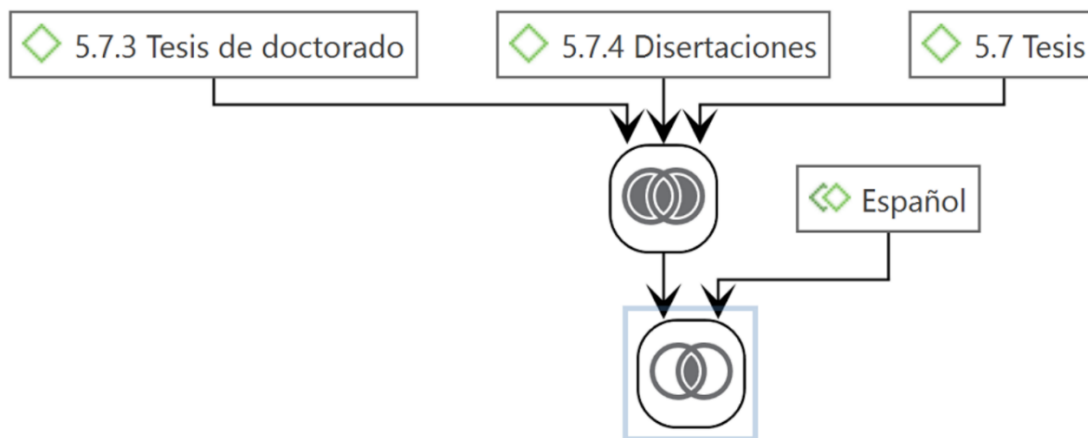 5.7.3 Tesis de doctorado
5.7.4 Disertaciones
5.7 Tesis
Español